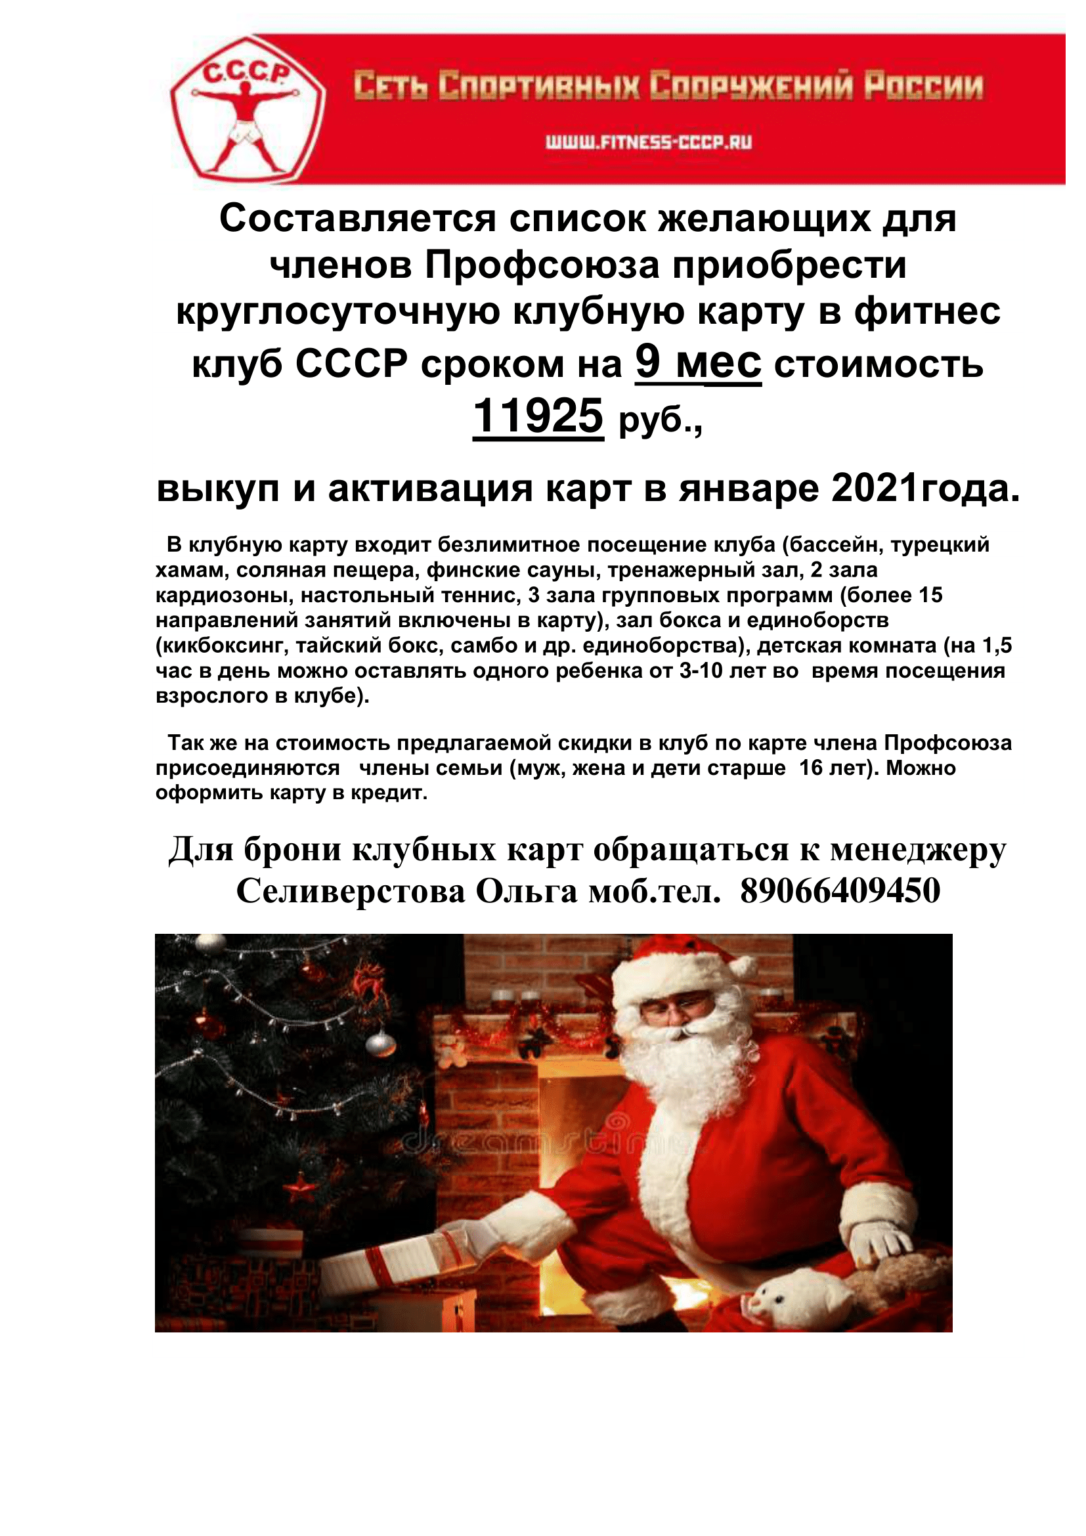 С.С.С.Р.
Сеть Спортивных Сооружений России
WWW.FITNESS-CCCP.RU
Составляется список желающих для
членов Профсоюза приобрести
круглосуточную клубную карту в фитнес
клуб СССР сроком на 9 мес стоимость
11925 руб.,
выкуп и активация карт в январе 2021года.
В клубную карту входит безлимитное посещение клуба (бассейн, турецкий
хамам, соляная пещера, финские сауны, тренажерный зал, 2 зала
кардиозоны, настольный теннис, 3 зала групповых программ (более 15
направлений занятий включены в карту), зал бокса и единоборств
(кикбоксинг, тайский бокс, самбо и др. единоборства), детская комната (на 1,5
час в день можно оставлять одного ребенка от 3-10 лет во  время посещения
взрослого в клубе).
Так же на стоимость предлагаемой скидки в клуб по карте члена Профсоюза
присоединяются   члены семьи (муж, жена и дети старше  16 лет). Можно
оформить карту в кредит.
Для брони клубных карт обращаться к менеджеру
Селиверстова Ольга моб.тел.  89066409450
dreamstime